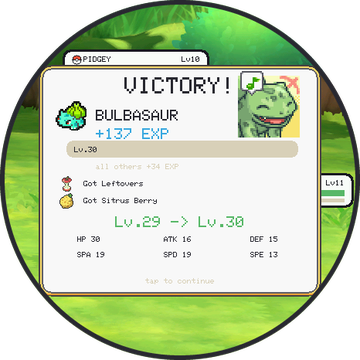 PIDGEY Lv10
VICTORY!
BULBASAUR
+137 EXP
Lv.30
all others +34 EXP
Got Leftovers
Got Sitrus Berry
Lv11
Lv.29 -> Lv.30
HP 30 ATK 16 DEF 15
SPA 19 SPD 19 SPE 13
tap to continue